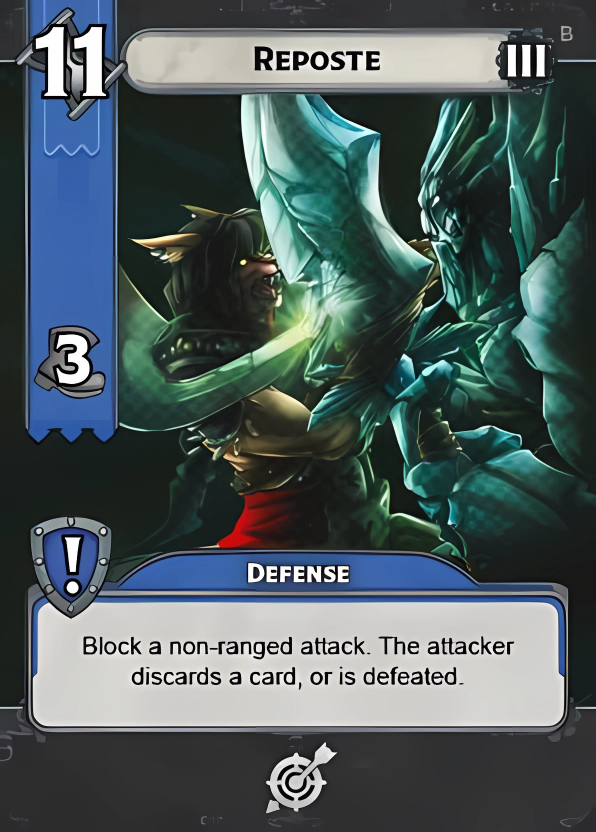 11
REPOSTE
III
B
3
!
DEFENSE
Block a non-ranged attack. The attacker
discards a card, or is defeated.